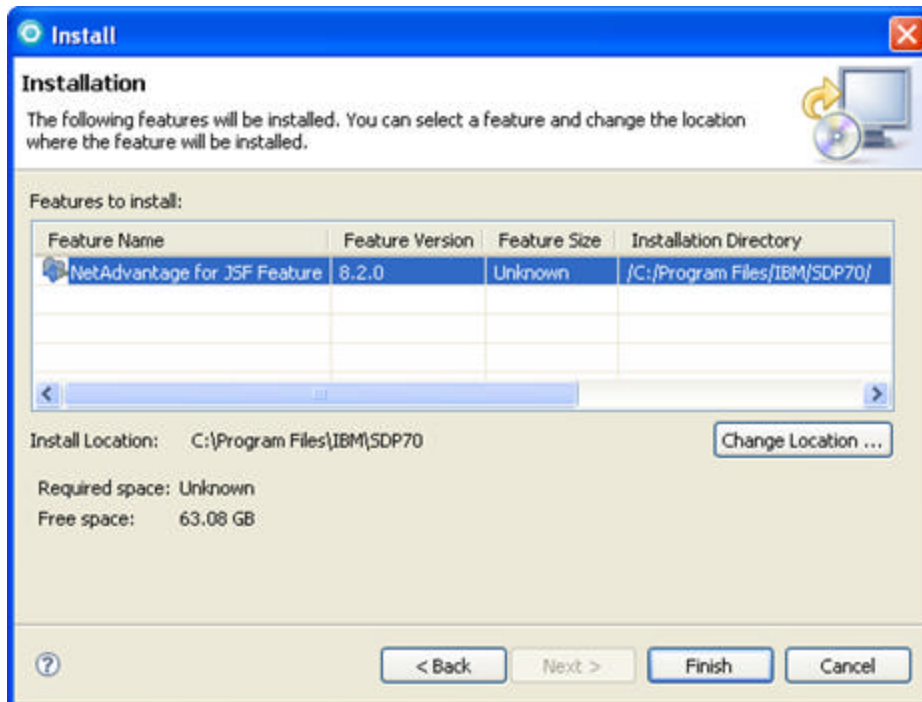 Install
Installation
The following features will be installed. You can select a feature and change the location
where the feature will be installed.
Features to install:
Feature Name Feature Version Feature Size Installation Directory
NetAdvantage for JSF Feature 8.2.0 Unknown /C:/Program Files/IBM/SDP70/
Install Location: C:\Program Files\IBM\SDP70 Change Location ...
Required space: Unknown
Free space: 63.08 GB
? < Back Next > Finish Cancel